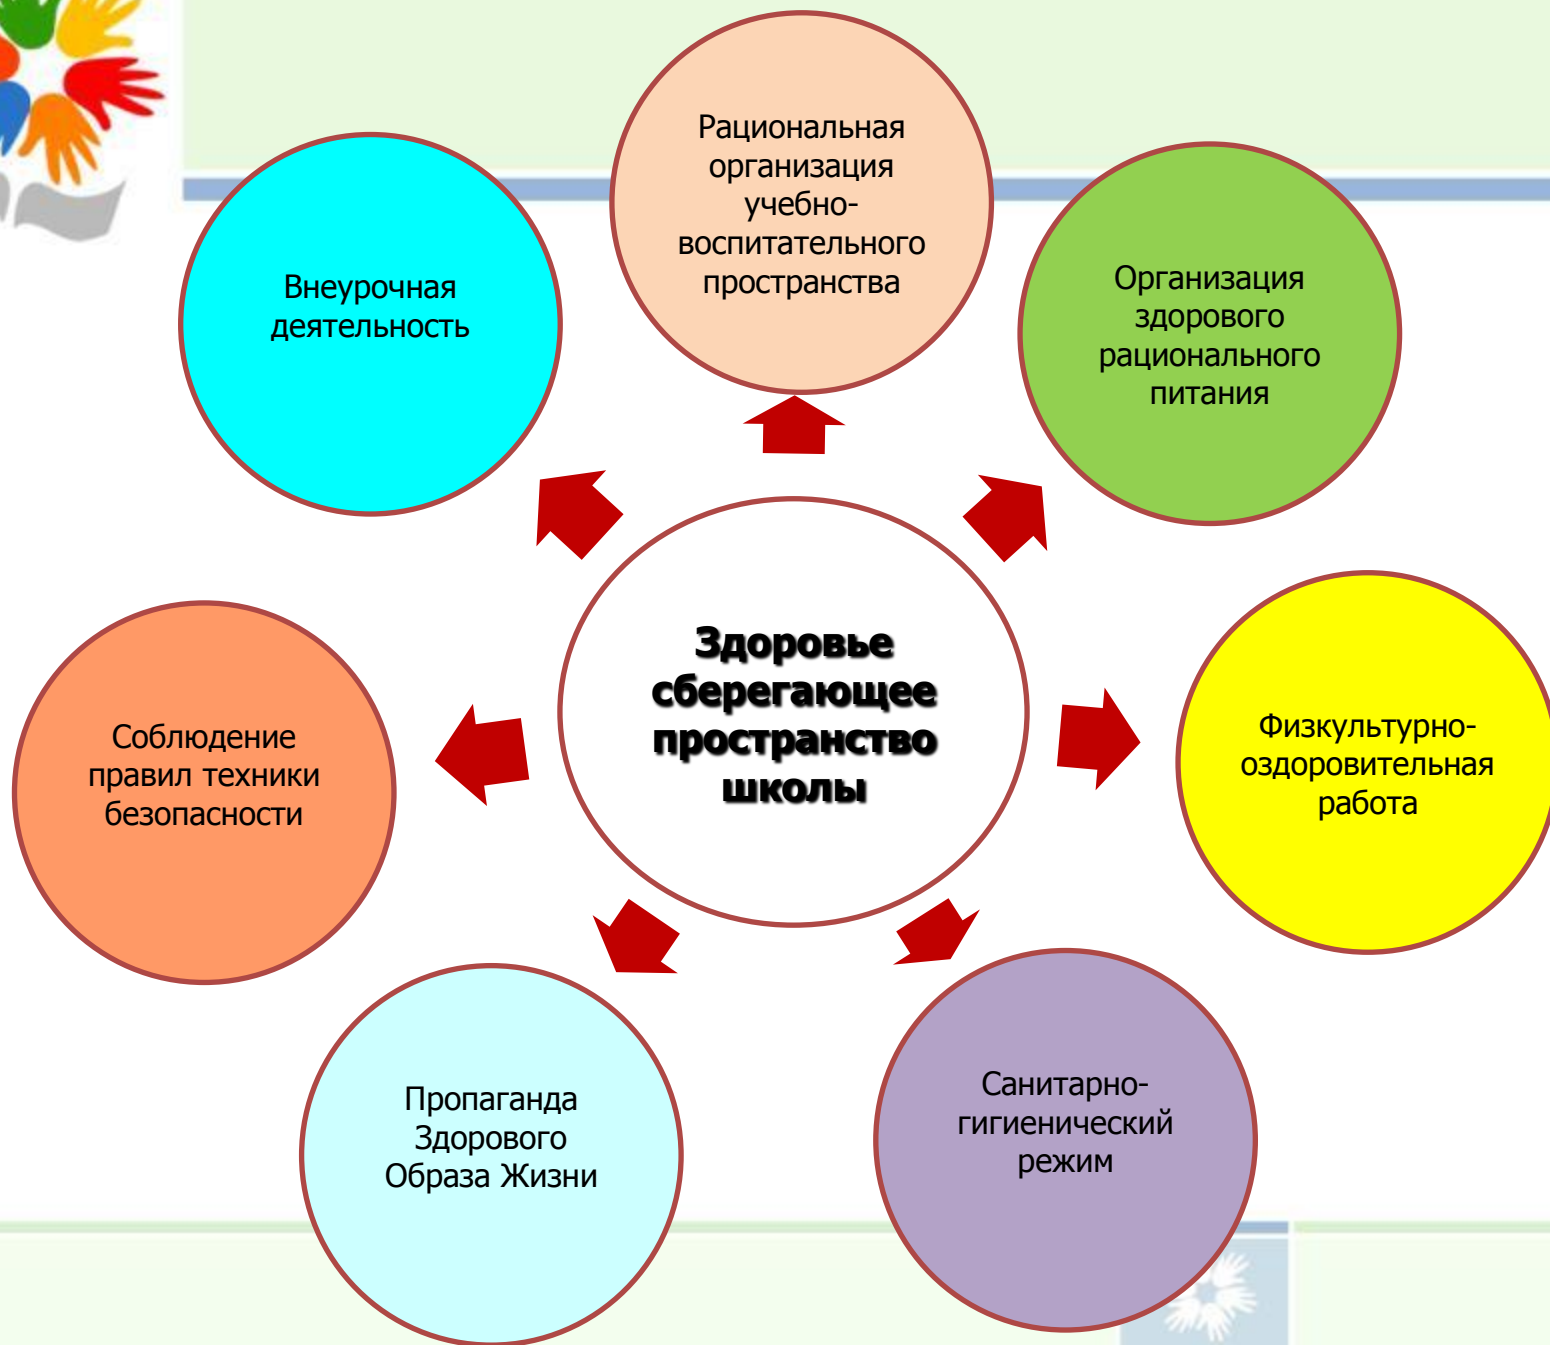 Рациональная
организация
учебно-
воспитательного
пространства
Внеурочная
деятельность
Организация
здорового
рационального
питания
Здоровье
сберегающее
пространство
школы
Соблюдение
правил техники
безопасности
Физкультурно-
оздоровительная
работа
Пропаганда
Здорового
Образа Жизни
Санитарно-
гигиенический
режим